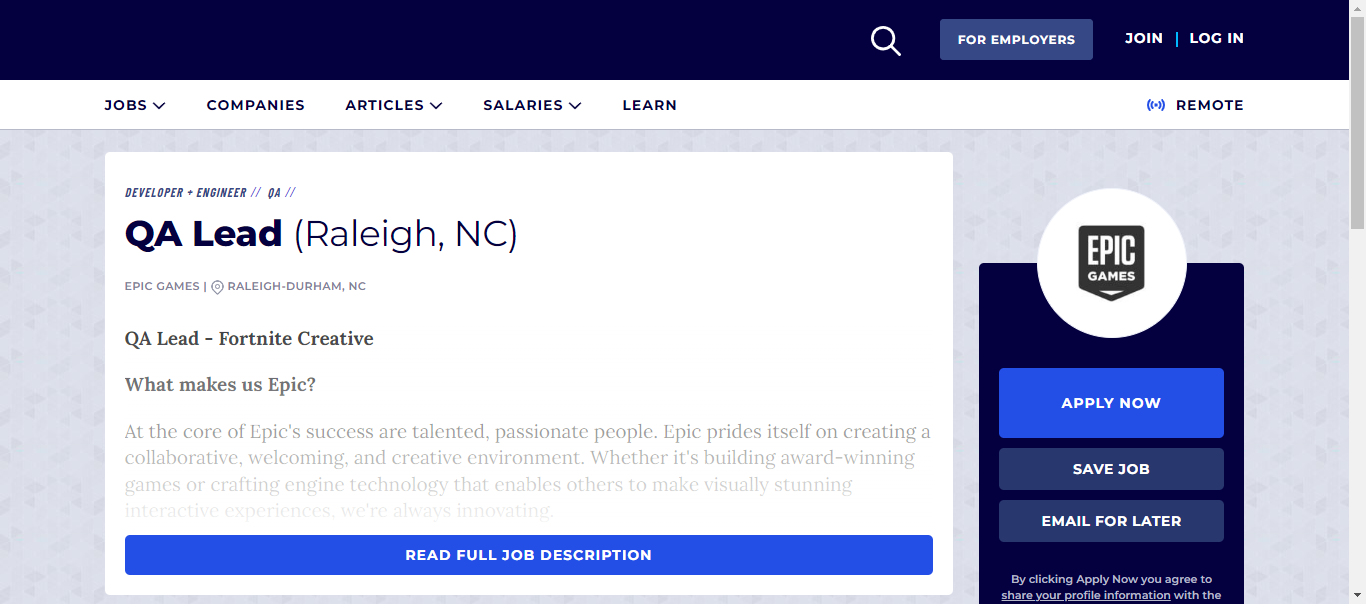 FOR EMPLOYERS
JOIN | LOG IN
JOBS COMPANIES ARTICLES SALARIES LEARN REMOTE
DEVELOPER + ENGINEER // QA //
QA Lead (Raleigh, NC)
EPIC GAMES | RALEIGH-DURHAM, NC
QA Lead - Fortnite Creative
What makes us Epic?
At the core of Epic's success are talented, passionate people. Epic prides itself on creating a
collaborative, welcoming, and creative environment. Whether it's building award-winning
games or crafting engine technology that enables others to make visually stunning
interactive experiences, we're always innovating.
READ FULL JOB DESCRIPTION
EPIC
GAMES
APPLY NOW
SAVE JOB
EMAIL FOR LATER
By clicking Apply Now you agree to
share your profile information with the